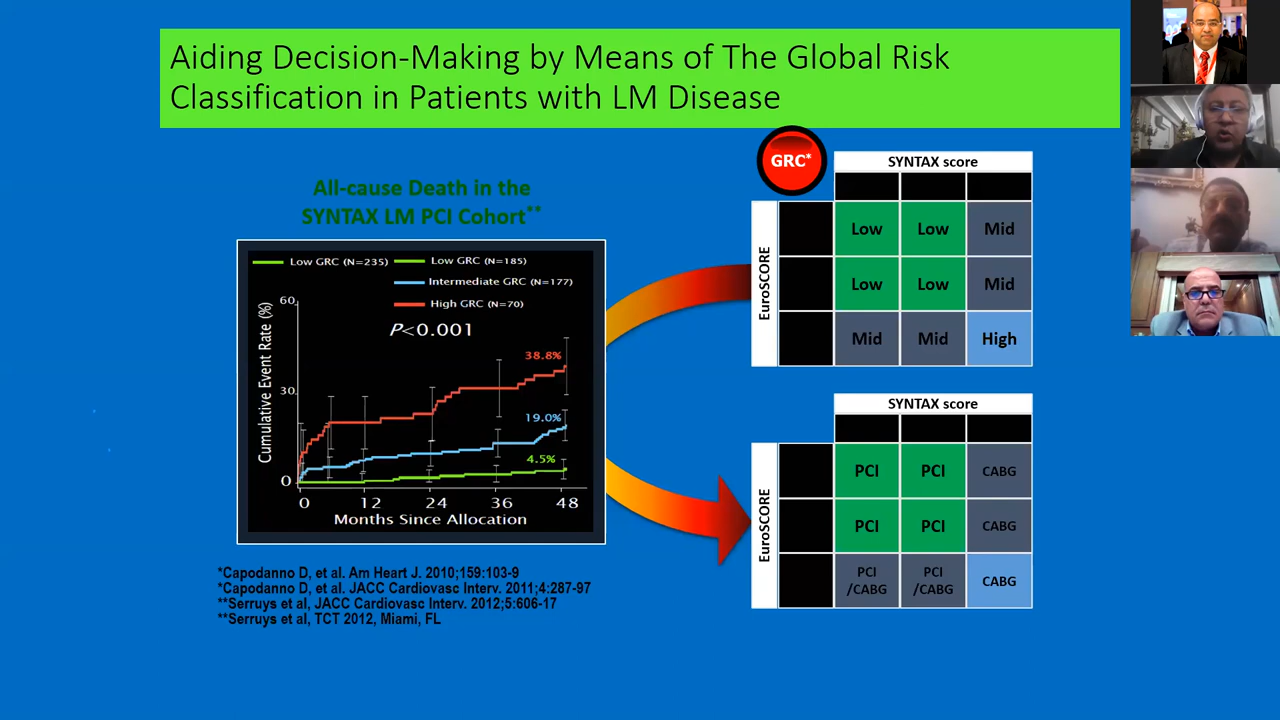 Aiding Decision-Making by Means of The Global Risk
Classification in Patients with LM Disease
All-cause Death in the
SYNTAX LM PCI Cohort**
Low GRC (N=235)
Low GRC (N=185)
Intermediate GRC (N=177)
High GRC (N=70)
P<0.001
Cumulative Event Rate (%)
60
30
0
38.8%
19.0%
4.5%
0 12 24 36 48
Months Since Allocation
GRC*
SYNTAX score
EuroSCORE
Low Low Mid
Low Low Mid
Mid Mid High
SYNTAX score
EuroSCORE
PCI PCI CABG
PCI PCI CABG
PCI PCI
/CABG /CABG CABG
*Capodanno D, et al. Am Heart J. 2010;159:103-9
*Capodanno D, et al. JACC Cardiovasc Interv. 2011;4:287-97
**Serruys et al, JACC Cardiovasc Interv. 2012;5:606-17
**Serruys et al, TCT 2012, Miami, FL